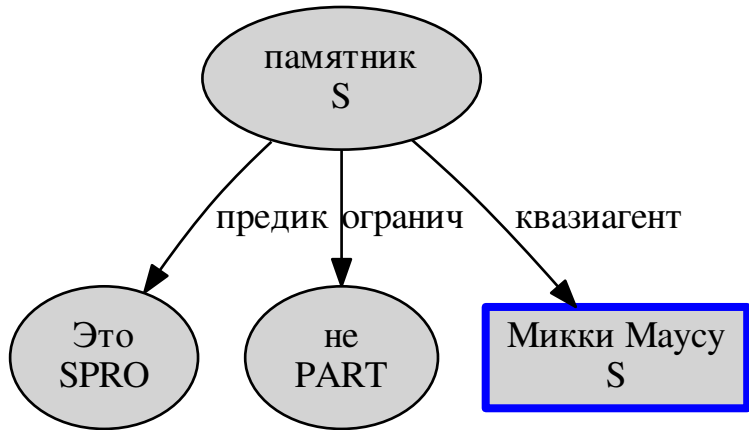 памятник
S
предик
огранич
квазиагент
Это
SPRO
не
PART
Микки Маусу
S